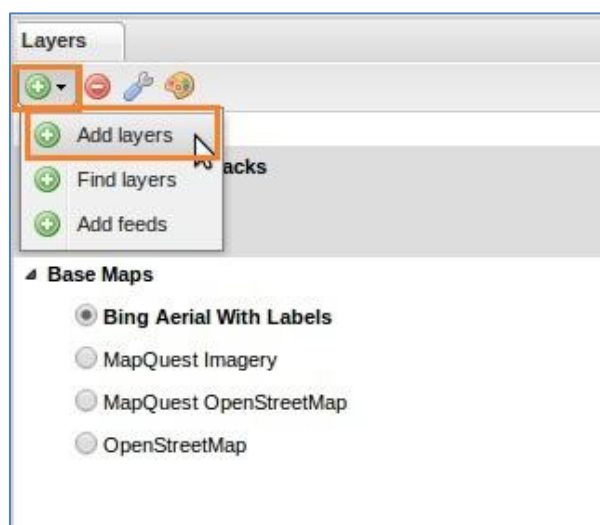 Layers
Add layers
Find layers
Add feeds
Base Maps
Bing Aerial With Labels
MapQuest Imagery
MapQuest OpenStreetMap
OpenStreetMap